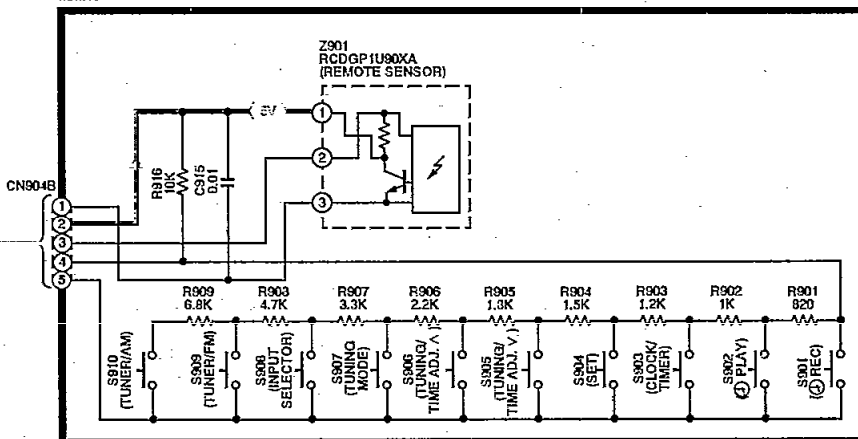 Z901
RCDGP1U90XA
(REMOTE SENSOR)
5V
1
2
3
R916
10K
C915
0.01
CN904B
1
2
3
4
5
R909
6.8K
R908
4.7K
R907
3.3K
R906
2.2K
R905
1.8K
R904
1.5K
R903
1.2K
R902
1K
R901
820
S910
(TUNER/AM)
S909
(TUNER/FM)
S908
(INPUT
SELECTOR)
S907
(TUNING
MODE)
S906
(TUNING/
TIME ADJ. ∧)
S905
(TUNING/
TIME ADJ. ∨)
S904
(SET)
S903
(CLOCK/
TIMER)
S902
(PLAY)
S901
(REC)